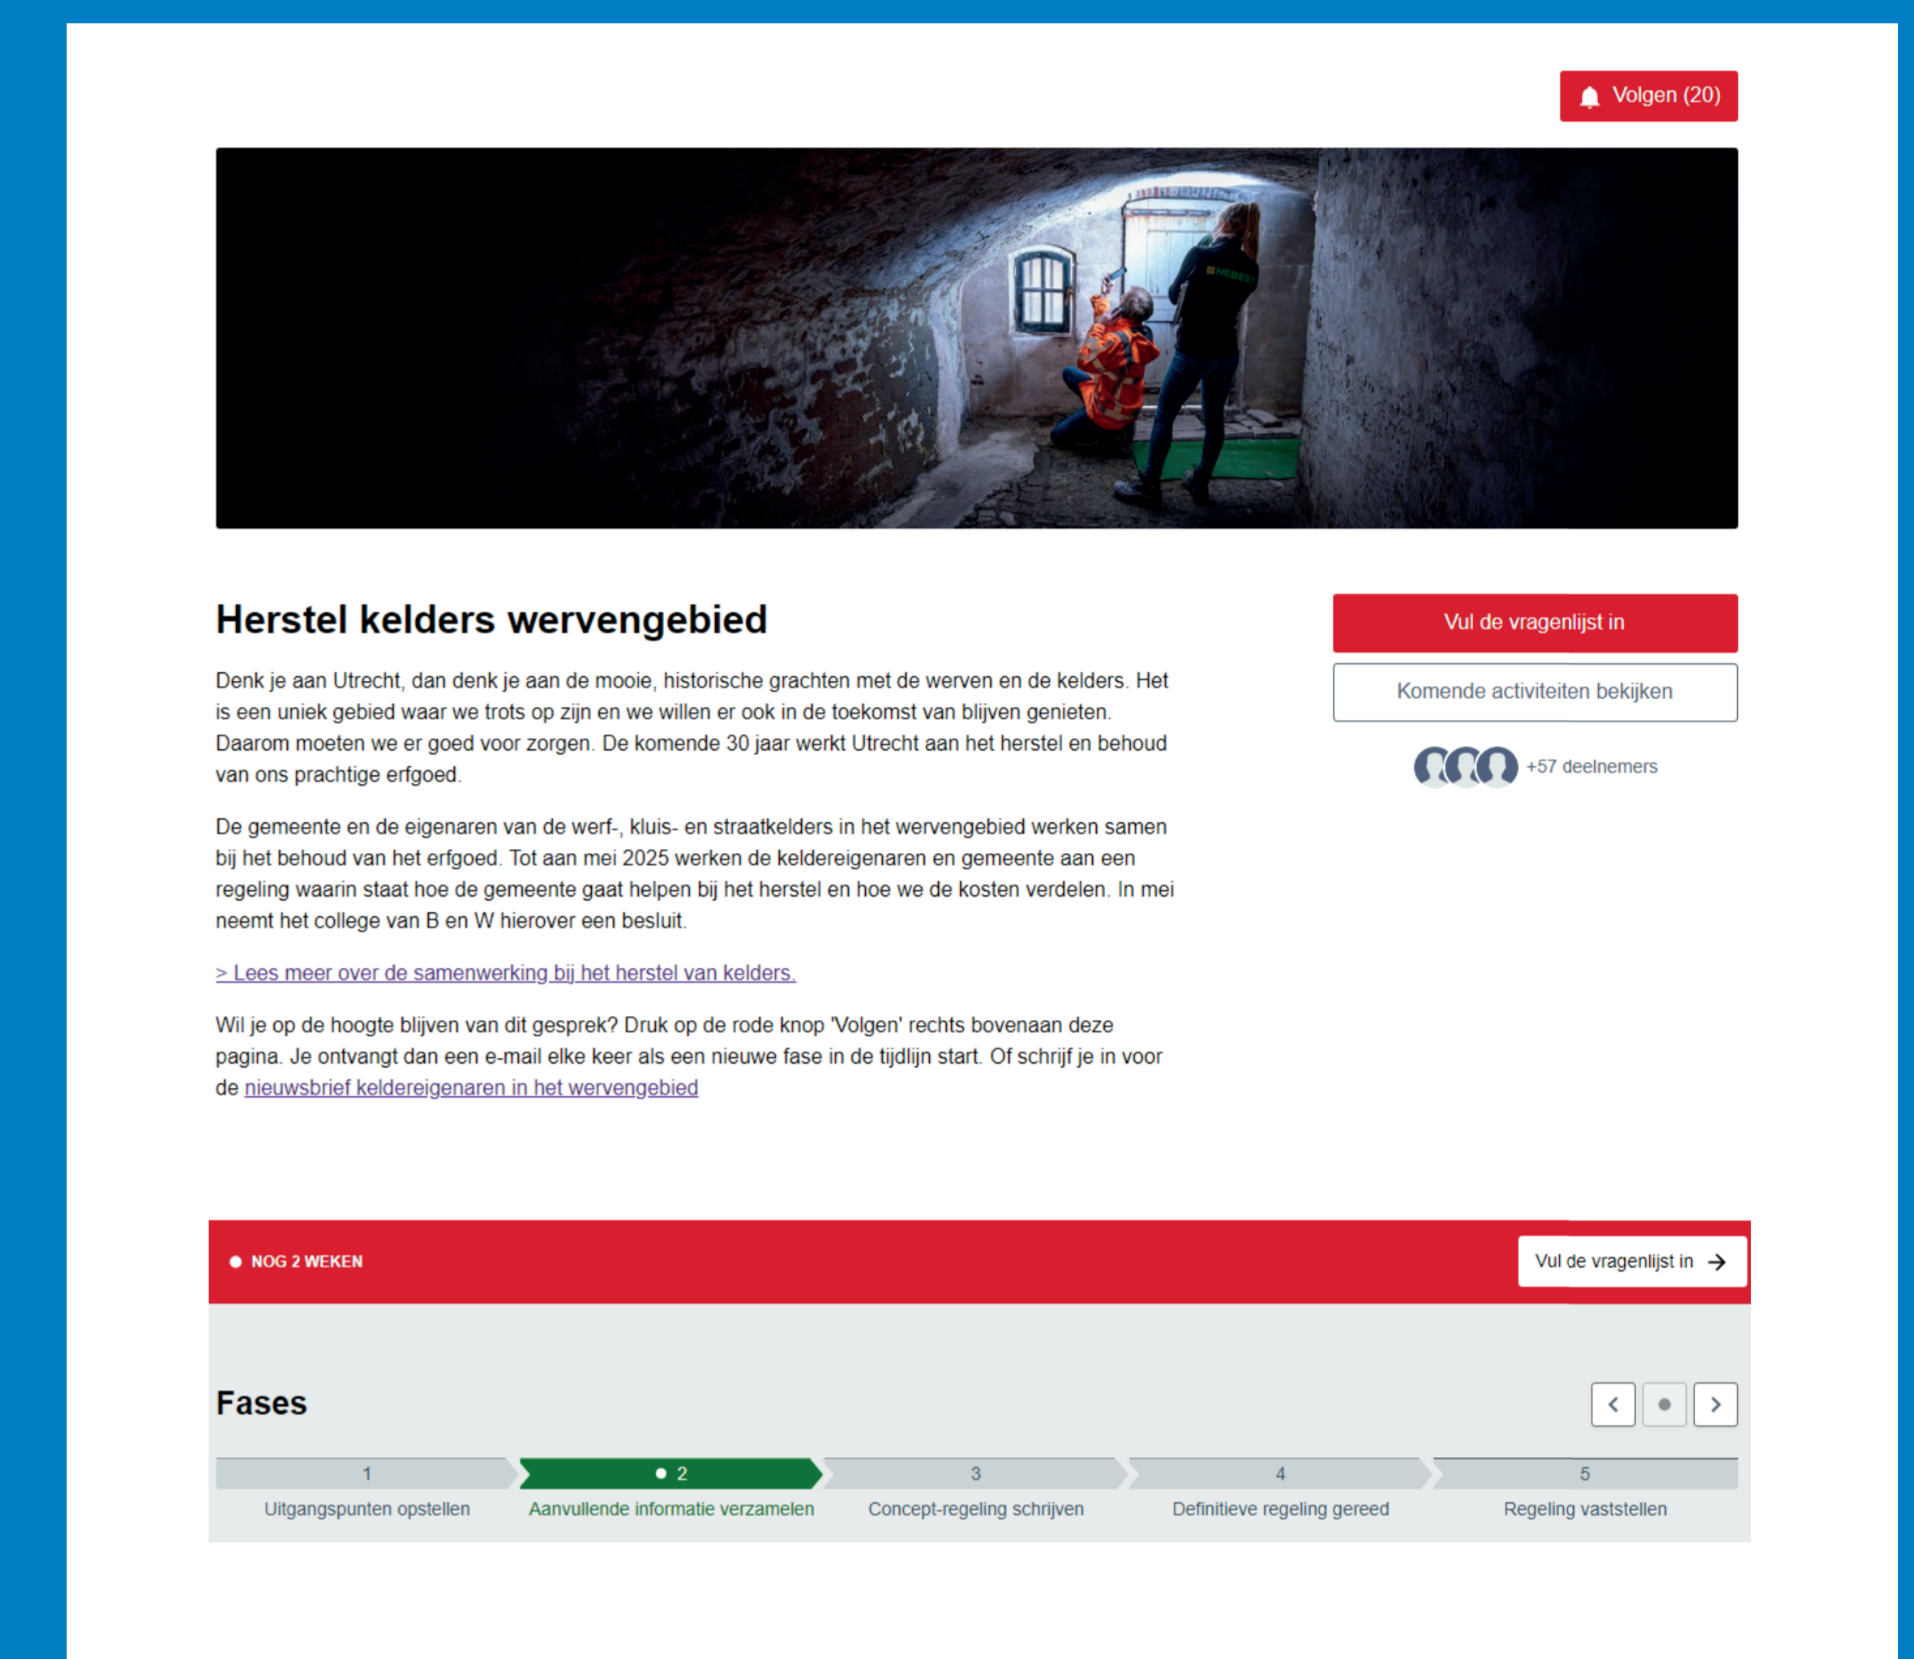 Volgen (20)
NEBEST
Herstel kelders wervengebied
Denk je aan Utrecht, dan denk je aan de mooie, historische grachten met de werven en de kelders. Het
is een uniek gebied waar we trots op zijn en we willen er ook in de toekomst van blijven genieten.
Daarom moeten we er goed voor zorgen. De komende 30 jaar werkt Utrecht aan het herstel en behoud
van ons prachtige erfgoed.
De gemeente en de eigenaren van de werf-, kluis- en straatkelders in het wervengebied werken samen
bij het behoud van het erfgoed. Tot aan mei 2025 werken de keldereigenaren en gemeente aan een
regeling waarin staat hoe de gemeente gaat helpen bij het herstel en hoe we de kosten verdelen. In mei
neemt het college van B en W hierover een besluit.
> Lees meer over de samenwerking bij het herstel van kelders.
Wil je op de hoogte blijven van dit gesprek? Druk op de rode knop 'Volgen' rechts bovenaan deze
pagina. Je ontvangt dan een e-mail elke keer als een nieuwe fase in de tijdlijn start. Of schrijf je in voor
de nieuwsbrief keldereigenaren in het wervengebied
Vul de vragenlijst in
Komende activiteiten bekijken
+57 deelnemers
NOG 2 WEKEN
Vul de vragenlijst in →
Fases
1
Uitgangspunten opstellen
2
Aanvullende informatie verzamelen
3
Concept-regeling schrijven
4
Definitieve regeling gereed
5
Regeling vaststellen